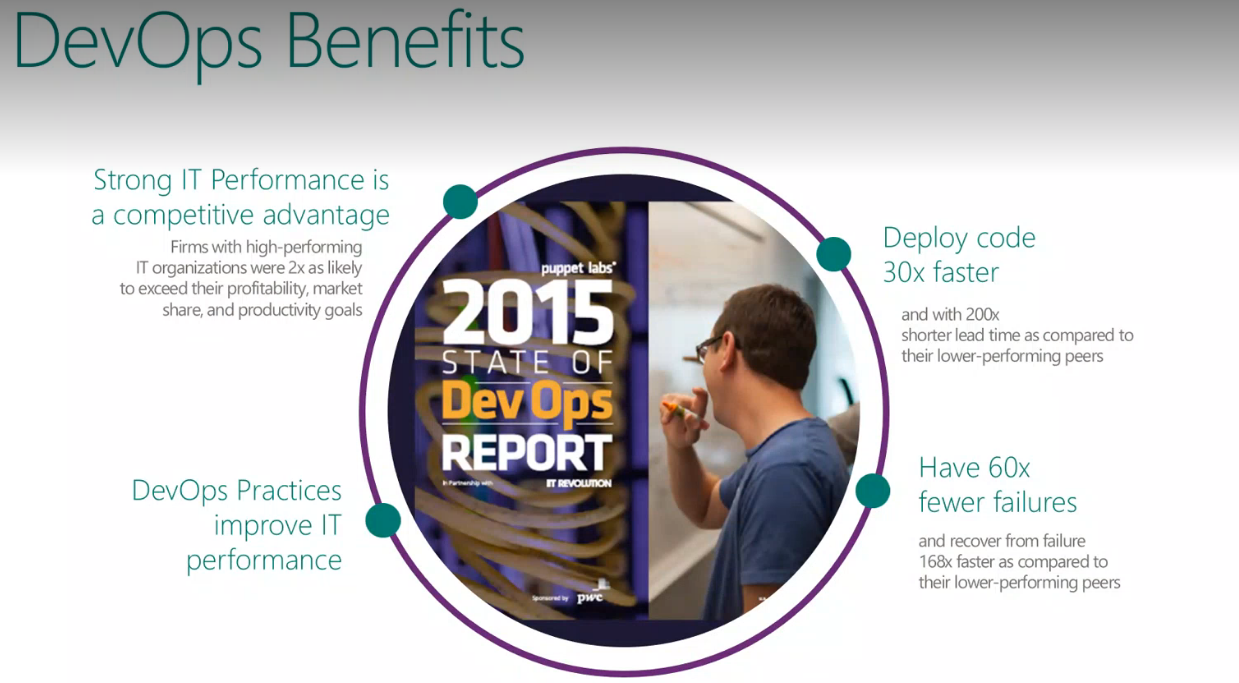 DevOps Benefits
Strong IT Performance is
a competitive advantage
Firms with high-performing
IT organizations were 2x as likely
to exceed their profitability, market
share, and productivity goals
DevOps Practices
improve IT
performance
puppet labs
2015
STATE OF
Dev Ops
REPORT
In Partnership with
IT REVOLUTION
Sponsored by
pwc
Deploy code
30x faster
and with 200x
shorter lead time as compared to
their lower-performing peers
Have 60x
fewer failures
and recover from failure
168x faster as compared to
their lower-performing peers